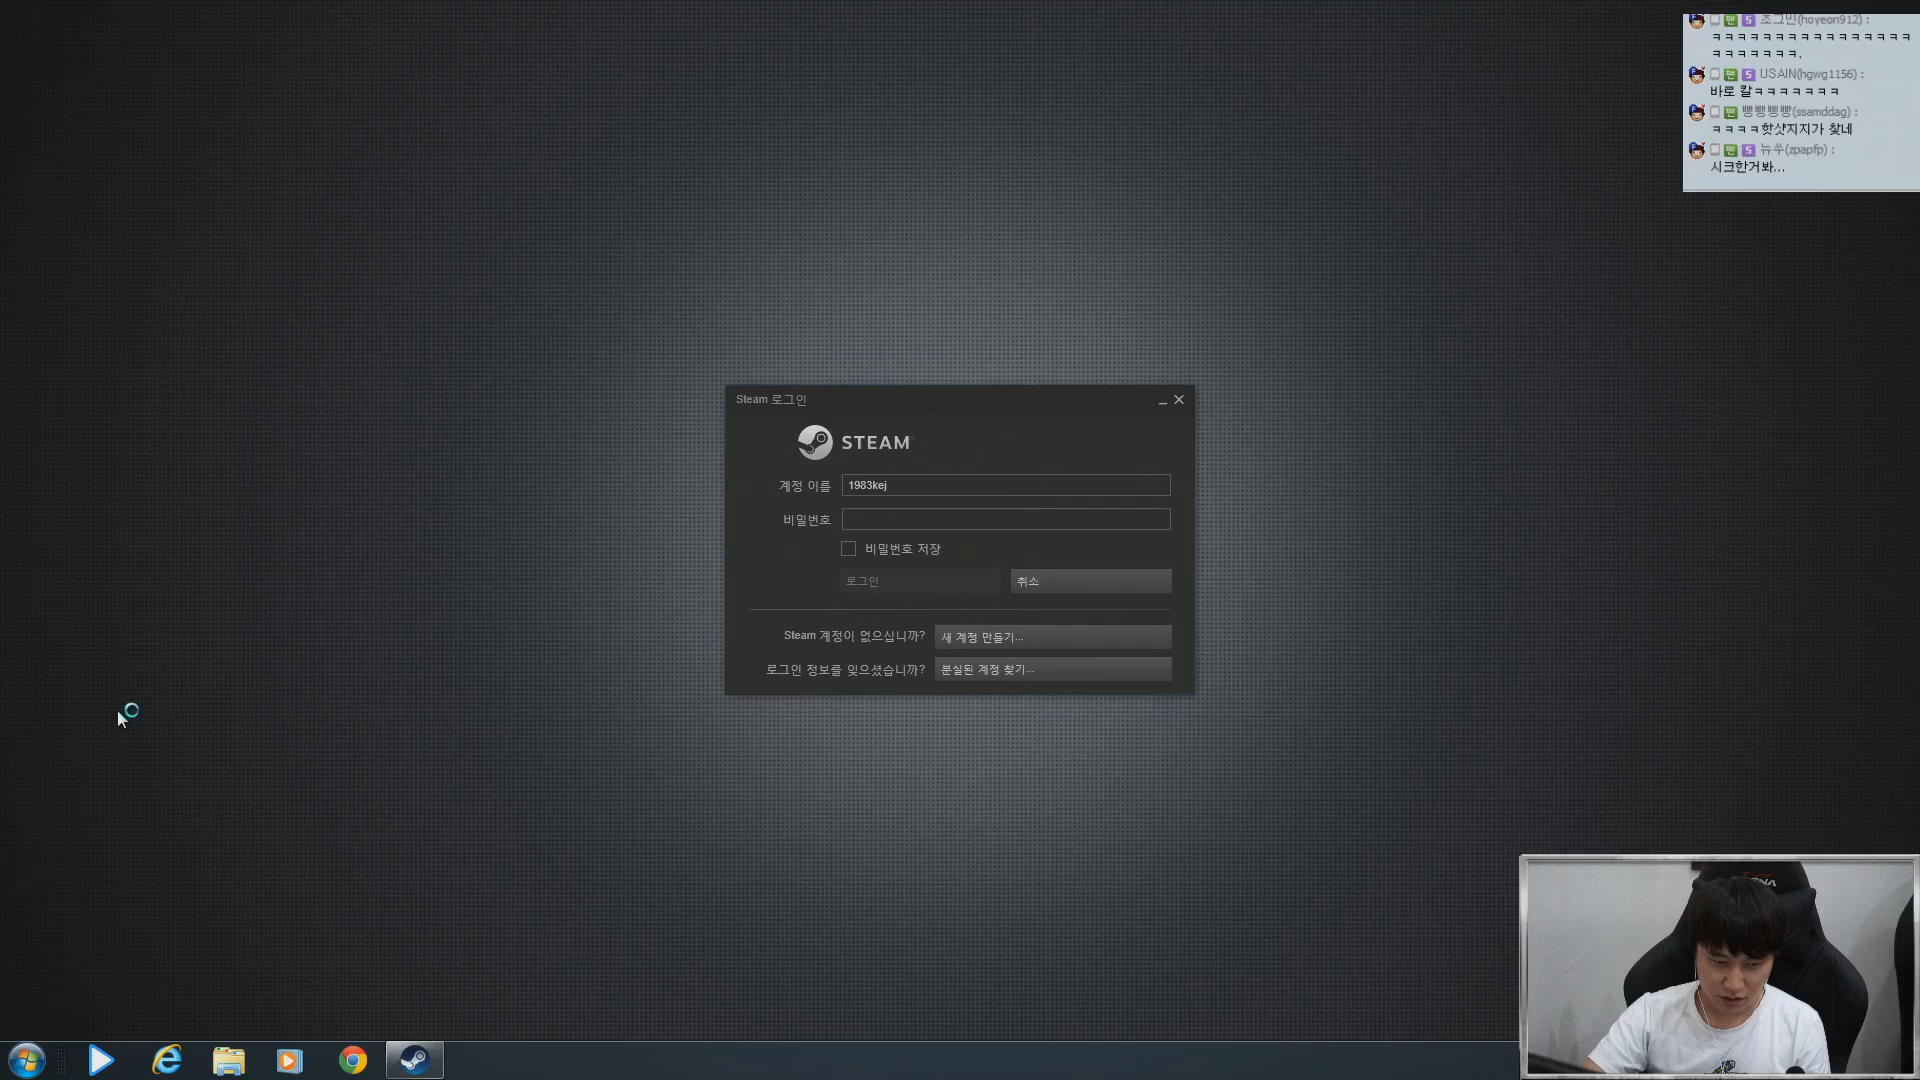 조그민(hoyeon912) :
ㅋㅋㅋㅋㅋㅋㅋㅋㅋㅋㅋㅋㅋㅋㅋㅋ
ㅋㅋㅋㅋㅋㅋㅋ.
팬 S USAIN(hgwg1156) :
바로 칼ㅋㅋㅋㅋㅋㅋㅋ
팬 뻥빵삥빵(ssamddag) :
ㅋㅋㅋㅋ핫샷지지가 찾네
팬 S 뉴쑤(zpapfp) :
시크한거봐...
Steam 로그인
STEAM
계정 이름 1983kej
비밀번호
비밀번호 저장
로그인 취소
Steam 계정이 없으십니까? 새 계정 만들기...
로그인 정보를 잊으셨습니까? 분실된 계정 찾기...